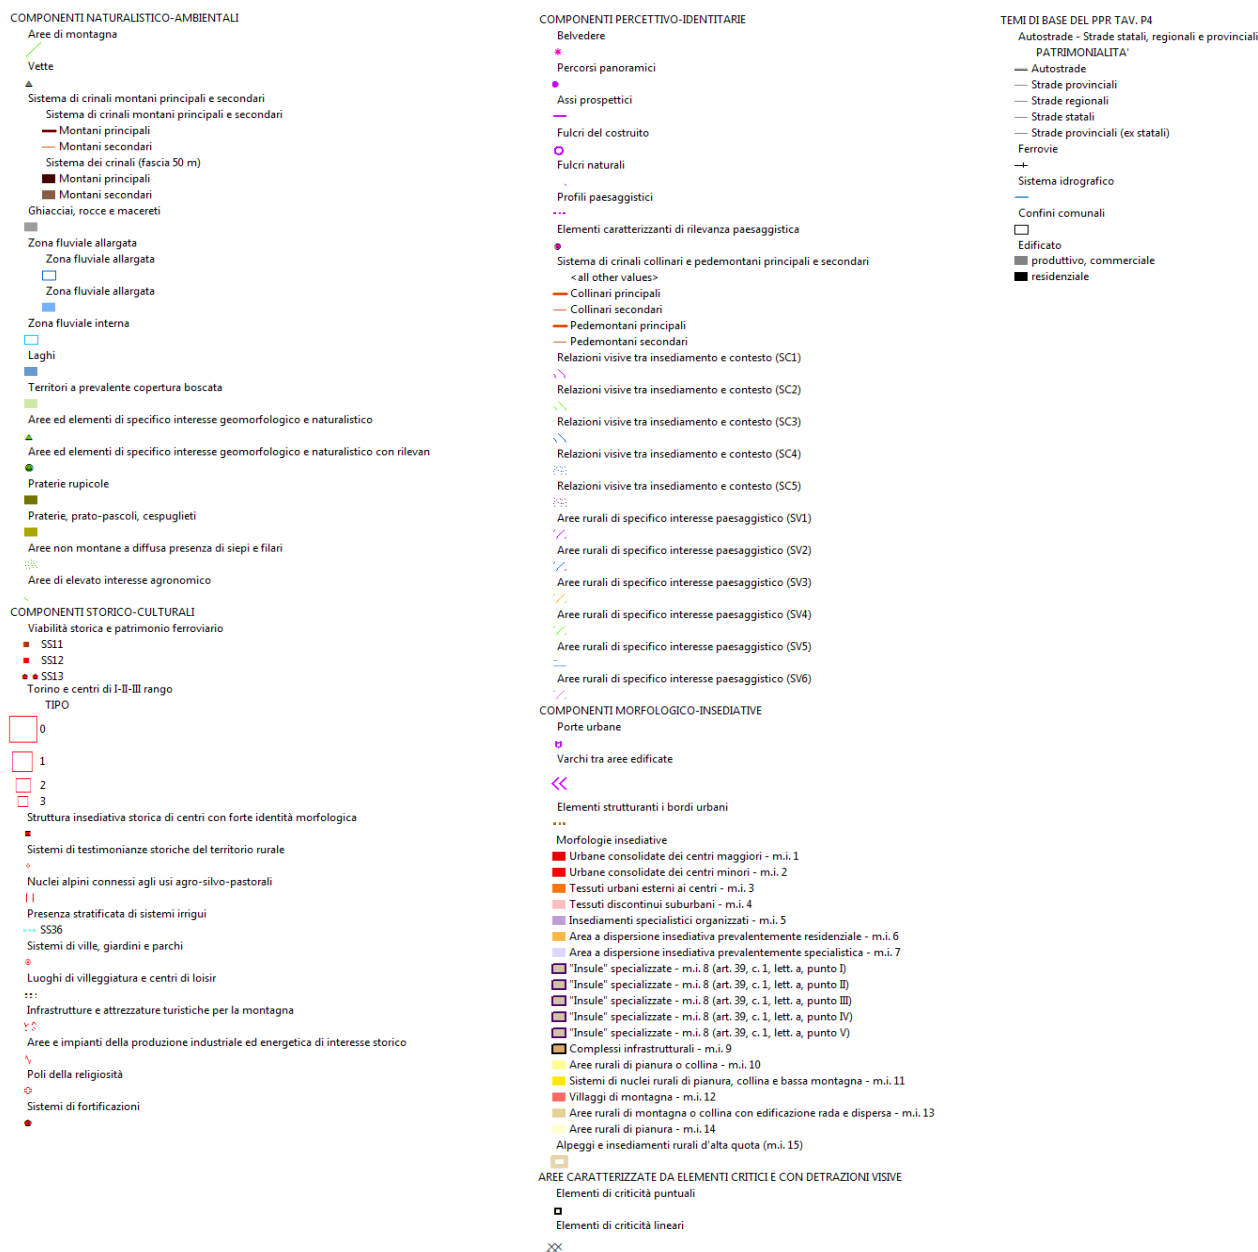 COMPONENTI NATURALISTICO-AMBIENTALI
Aree di montagna
Vette
Sistema di crinali montani principali e secondari
Sistema di crinali montani principali e secondari
Montani principali
Montani secondari
Sistema dei crinali (fascia 50 m)
Montani principali
Montani secondari
Ghiacciai, rocce e macereti
Zona fluviale allargata
Zona fluviale allargata
Zona fluviale allargata
Zona fluviale interna
Laghi
Territori a prevalente copertura boscata
Aree ed elementi di specifico interesse geomorfologico e naturalistico
Aree ed elementi di specifico interesse geomorfologico e naturalistico con rilevan
Praterie rupicole
Praterie, prato-pascoli, cespuglieti
Aree non montane a diffusa presenza di siepi e filari
Aree di elevato interesse agronomico
COMPONENTI STORICO-CULTURALI
Viabilità storica e patrimonio ferroviario
SS11
SS12
SS13
Torino e centri di I-II-III rango
TIPO
0
1
2
3
Struttura insediativa storica di centri con forte identità morfologica
Sistemi di testimonianze storiche del territorio rurale
Nuclei alpini connessi agli usi agro-silvo-pastorali
Presenza stratificata di sistemi irrigui
SS36
Sistemi di ville, giardini e parchi
Luoghi di villeggiatura e centri di loisir
Infrastrutture e attrezzature turistiche per la montagna
Aree e impianti della produzione industriale ed energetica di interesse storico
Poli della religiosità
Sistemi di fortificazioni
COMPONENTI PERCETTIVO-IDENTITARIE
Belvedere
Percorsi panoramici
Assi prospettici
Fulcri del costruito
Fulcri naturali
Profili paesaggistici
Elementi caratterizzanti di rilevanza paesaggistica
Sistema di crinali collinari e pedemontani principali e secondari
<all other values>
Collinari principali
Collinari secondari
Pedemontani principali
Pedemontani secondari
Relazioni visive tra insediamento e contesto (SC1)
Relazioni visive tra insediamento e contesto (SC2)
Relazioni visive tra insediamento e contesto (SC3)
Relazioni visive tra insediamento e contesto (SC4)
Relazioni visive tra insediamento e contesto (SC5)
Aree rurali di specifico interesse paesaggistico (SV1)
Aree rurali di specifico interesse paesaggistico (SV2)
Aree rurali di specifico interesse paesaggistico (SV3)
Aree rurali di specifico interesse paesaggistico (SV4)
Aree rurali di specifico interesse paesaggistico (SV5)
Aree rurali di specifico interesse paesaggistico (SV6)
COMPONENTI MORFOLOGICO-INSEDIATIVE
Porte urbane
Varchi tra aree edificate
Elementi strutturanti i bordi urbani
Morfologie insediative
Urbane consolidate dei centri maggiori - m.i. 1
Urbane consolidate dei centri minori - m.i. 2
Tessuti urbani esterni ai centri - m.i. 3
Tessuti discontinui suburbani - m.i. 4
Insediamenti specialistici organizzati - m.i. 5
Area a dispersione insediativa prevalentemente residenziale - m.i. 6
Area a dispersione insediativa prevalentemente specialistica - m.i. 7
"Insule" specializzate - m.i. 8 (art. 39, c. 1, lett. a, punto I)
"Insule" specializzate - m.i. 8 (art. 39, c. 1, lett. a, punto II)
"Insule" specializzate - m.i. 8 (art. 39, c. 1, lett. a, punto III)
"Insule" specializzate - m.i. 8 (art. 39, c. 1, lett. a, punto IV)
"Insule" specializzate - m.i. 8 (art. 39, c. 1, lett. a, punto V)
Complessi infrastrutturali - m.i. 9
Aree rurali di pianura o collina - m.i. 10
Sistemi di nuclei rurali di pianura, collina e bassa montagna - m.i. 11
Villaggi di montagna - m.i. 12
Aree rurali di montagna o collina con edificazione rada e dispersa - m.i. 13
Aree rurali di pianura - m.i. 14
Alpeggi e insediamenti rurali d'alta quota (m.i. 15)
AREE CARATTERIZZATE DA ELEMENTI CRITICI E CON DETRAZIONI VISIVE
Elementi di criticità puntuali
Elementi di criticità lineari
TEMI DI BASE DEL PPR TAV. P4
Autostrade - Strade statali, regionali e provinciali
PATRIMONIALITA'
Autostrade
Strade provinciali
Strade regionali
Strade statali
Strade provinciali (ex statali)
Ferrovie
Sistema idrografico
Confini comunali
Edificato
produttivo, commerciale
residenziale